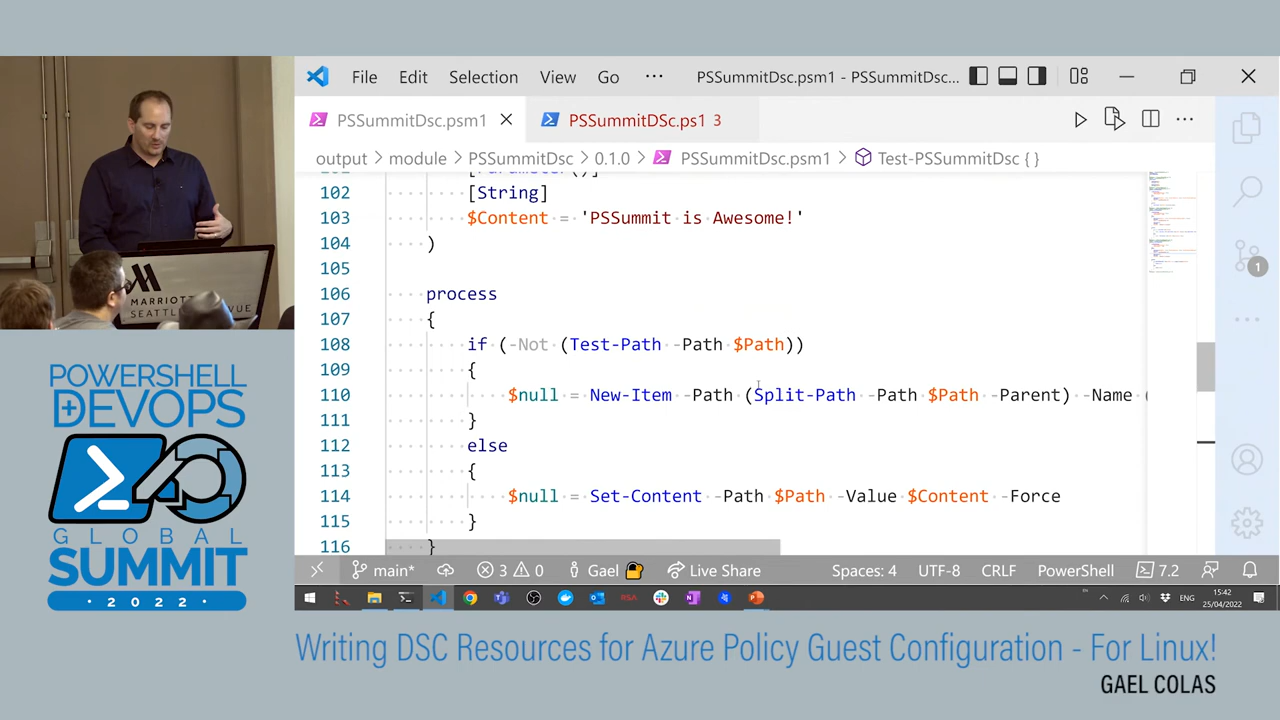 File Edit Selection View Go ··· PSSummitDsc.psm1 - PSSummitDsc...
PSSummitDsc.psm1 PSSummitDSc.ps1 3
output > module > PSSummitDsc > 0.1.0 > PSSummitDsc.psm1 > Test-PSSummitDsc { }
101 [Parameter()]
102 [String]
103 $Content = 'PSSummit is Awesome!'
104 )
105
106 process
107 {
108 if (-Not (Test-Path -Path $Path))
109 {
110 $null = New-Item -Path (Split-Path -Path $Path -Parent) -Name (
111 }
112 else
113 {
114 $null = Set-Content -Path $Path -Value $Content -Force
115 }
116 }
1
main* 3 0 Gael Live Share Spaces: 4 UTF-8 CRLF PowerShell 7.2
RSA ENG 15:42
25/04/2022
MARRIOTT
POWERSHELL
+DEVOPS
GLOBAL
SUMMIT
· 2022 ·
Writing DSC Resources for Azure Policy Guest Configuration - For Linux!
GAEL COLAS